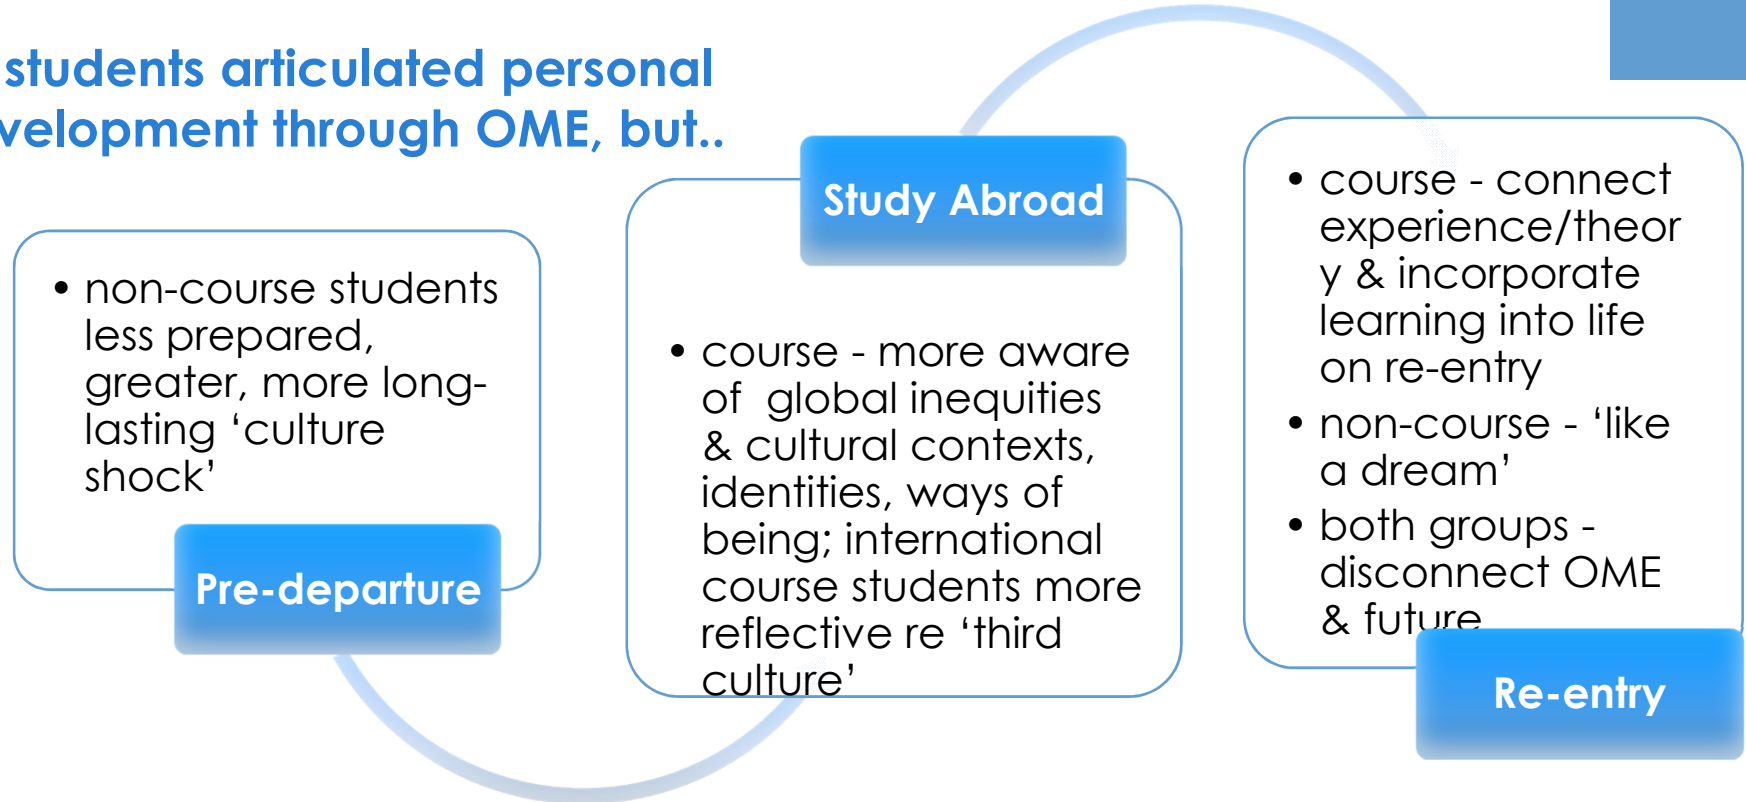 students articulated personal
velopment through OME, but..
• non-course students
less prepared,
greater, more long-
lasting ‘culture
shock’
Pre-departure
Study Abroad
• course - more aware
of global inequities
& cultural contexts,
identities, ways of
being; international
course students more
reflective re ‘third
culture’
• course - connect
experience/theor
y & incorporate
learning into life
on re-entry
• non-course - ‘like
a dream’
• both groups -
disconnect OME
& future
Re-entry